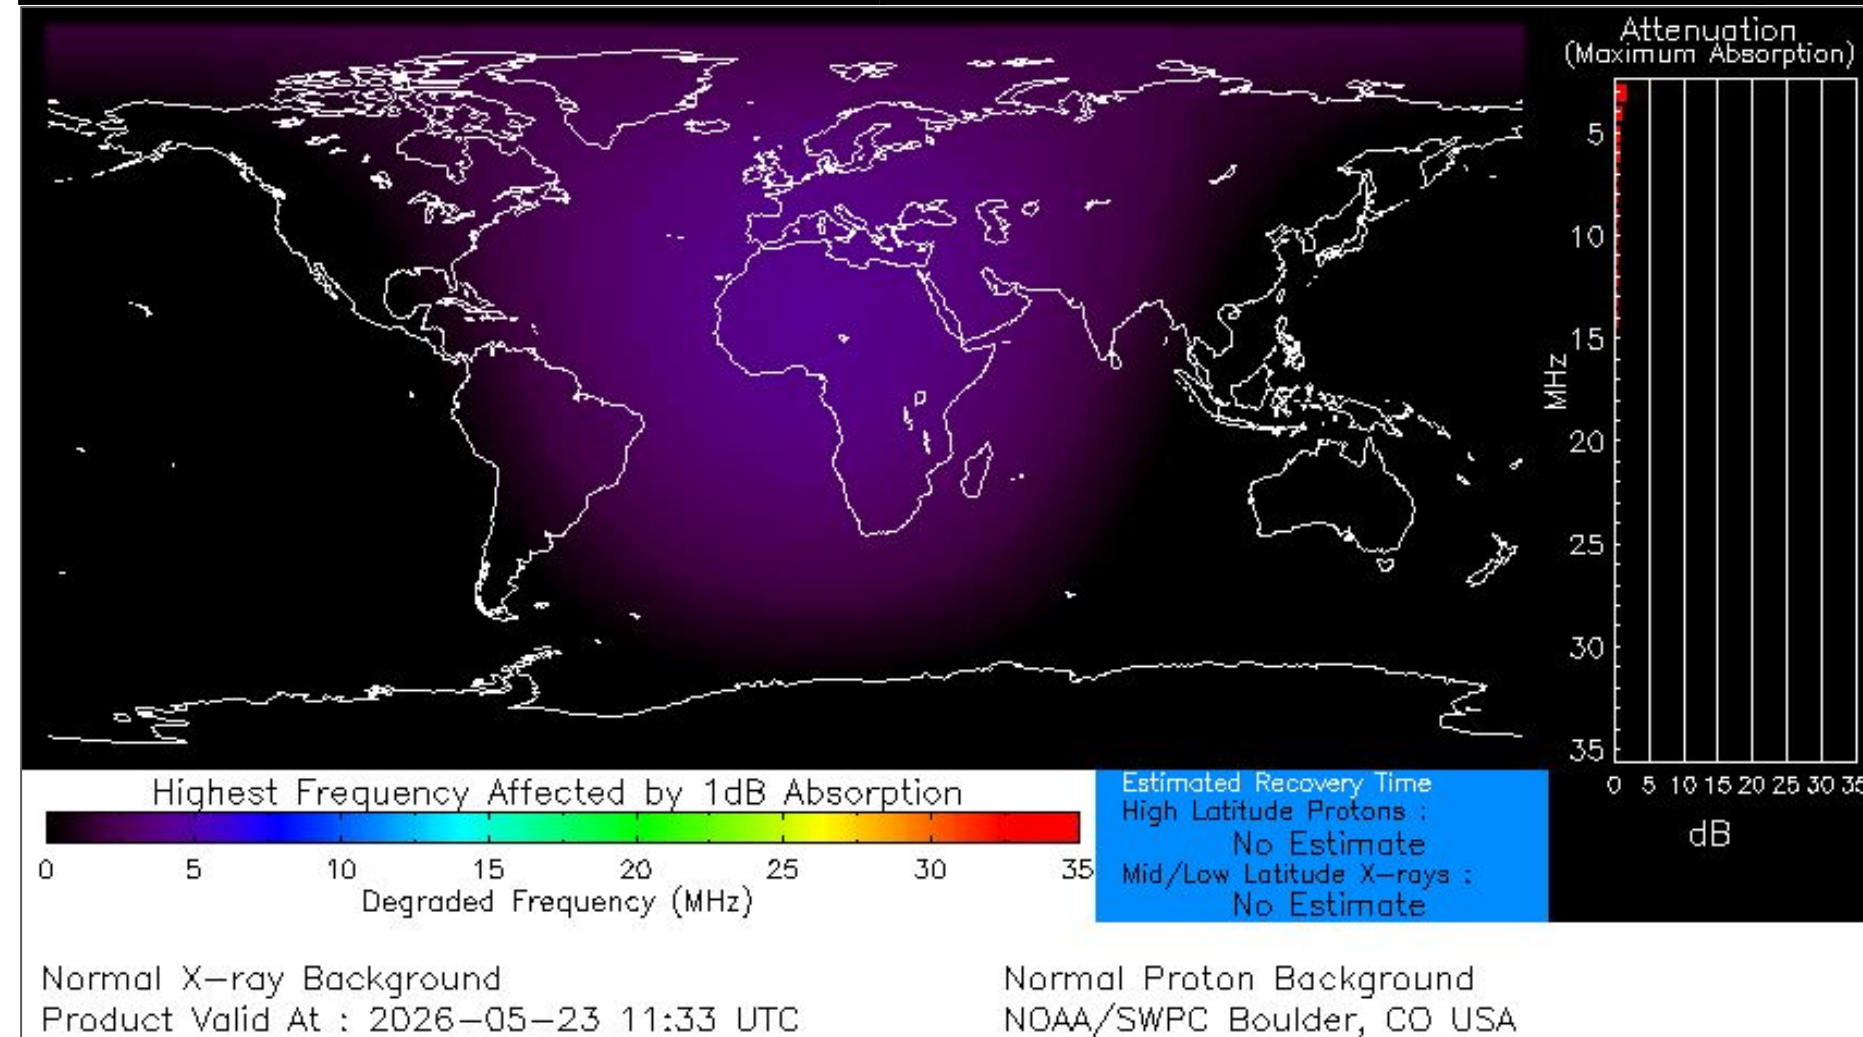 Attenuation
(Maximum Absorption)
5
10
15
20
25
30
35
MHz
0 5 10 15 20 25 30 35
dB
Highest Frequency Affected by 1dB Absorption
0 5 10 15 20 25 30 35
Degraded Frequency (MHz)
Estimated Recovery Time
High Latitude Protons :
No Estimate
Mid/Low Latitude X-rays :
No Estimate
Normal X-ray Background
Normal Proton Background
Product Valid At : 2026-05-23 11:33 UTC
NOAA/SWPC Boulder, CO USA